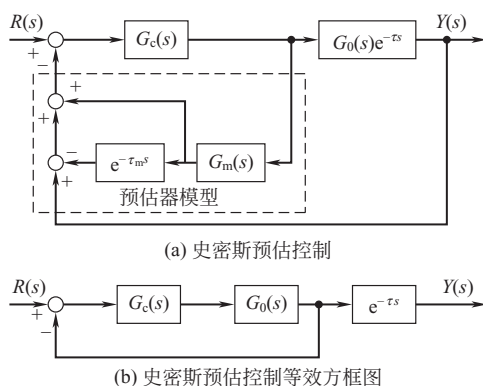 R(s) Gc(s) G0(s)e^-τs Y(s)
+
−
+
+
−
e^-τms Gm(s)
+
预估器模型
(a) 史密斯预估控制
R(s) Gc(s) G0(s) e^-τs Y(s)
+
−
(b) 史密斯预估控制等效方框图